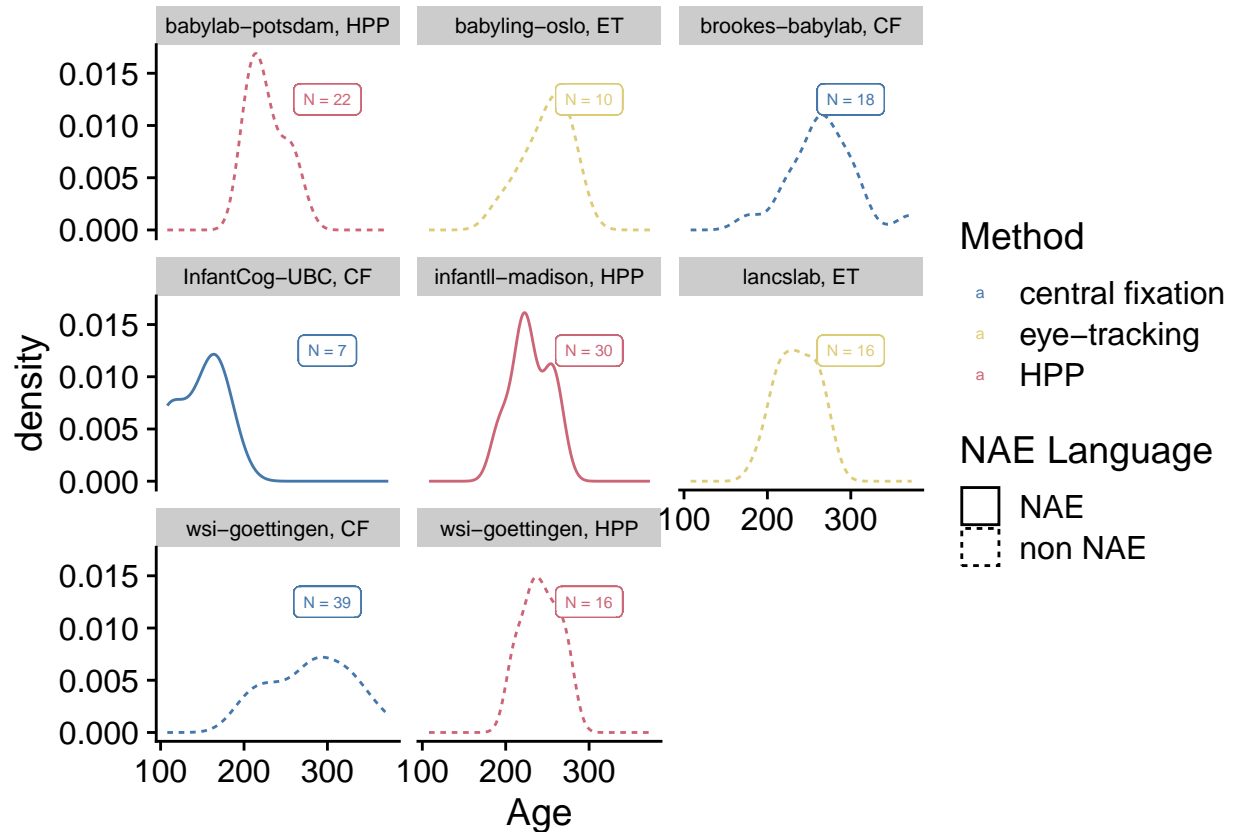 babylab−potsdam, HPP
babyling−oslo, ET
brookes−babylab, CF
0.015
0.010
0.005
0.000
N = 22
N = 10
N = 18
InfantCog−UBC, CF
infantll−madison, HPP
lancslab, ET
0.015
0.010
0.005
0.000
N = 7
N = 30
N = 16
100 200 300
wsi−goettingen, CF
wsi−goettingen, HPP
0.015
0.010
0.005
0.000
N = 39
N = 16
100 200 300
100 200 300
density
Age
Method
a central fixation
a eye−tracking
a HPP
NAE Language
NAE
non NAE